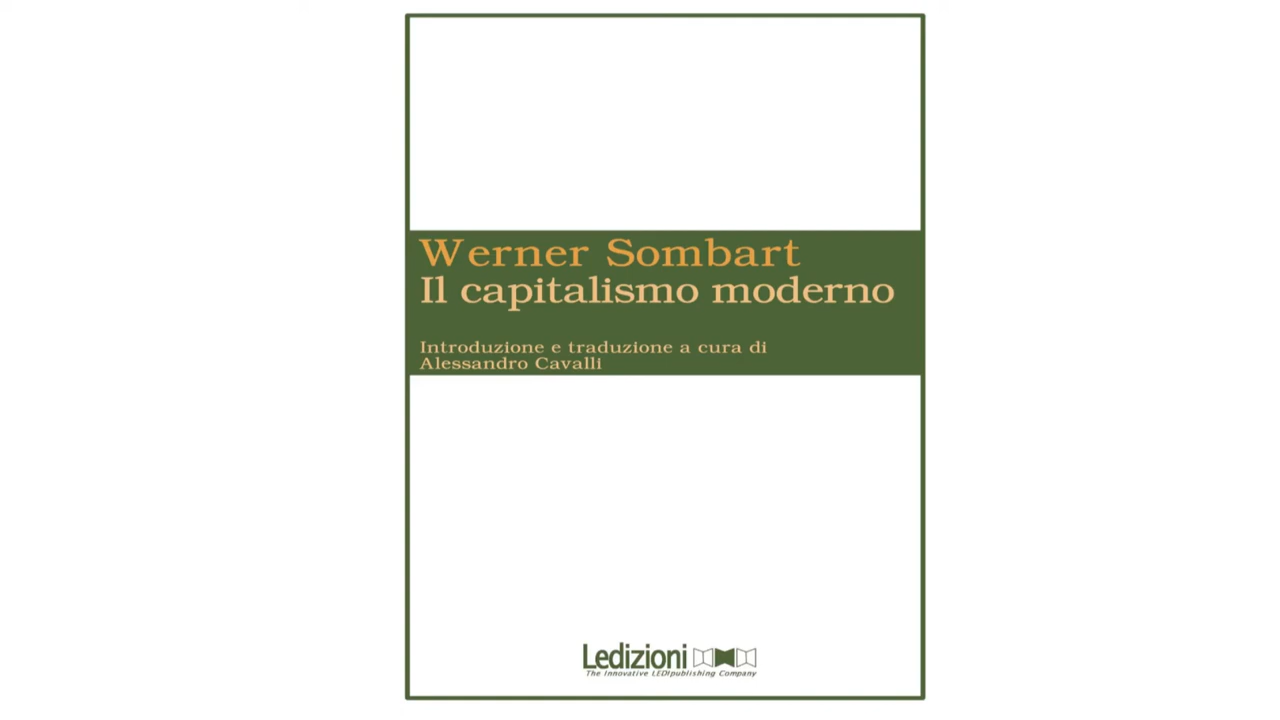 Werner Sombart
Il capitalismo moderno
Introduzione e traduzione a cura di
Alessandro Cavalli
Ledizioni
The Innovative LEDIpublishing Company